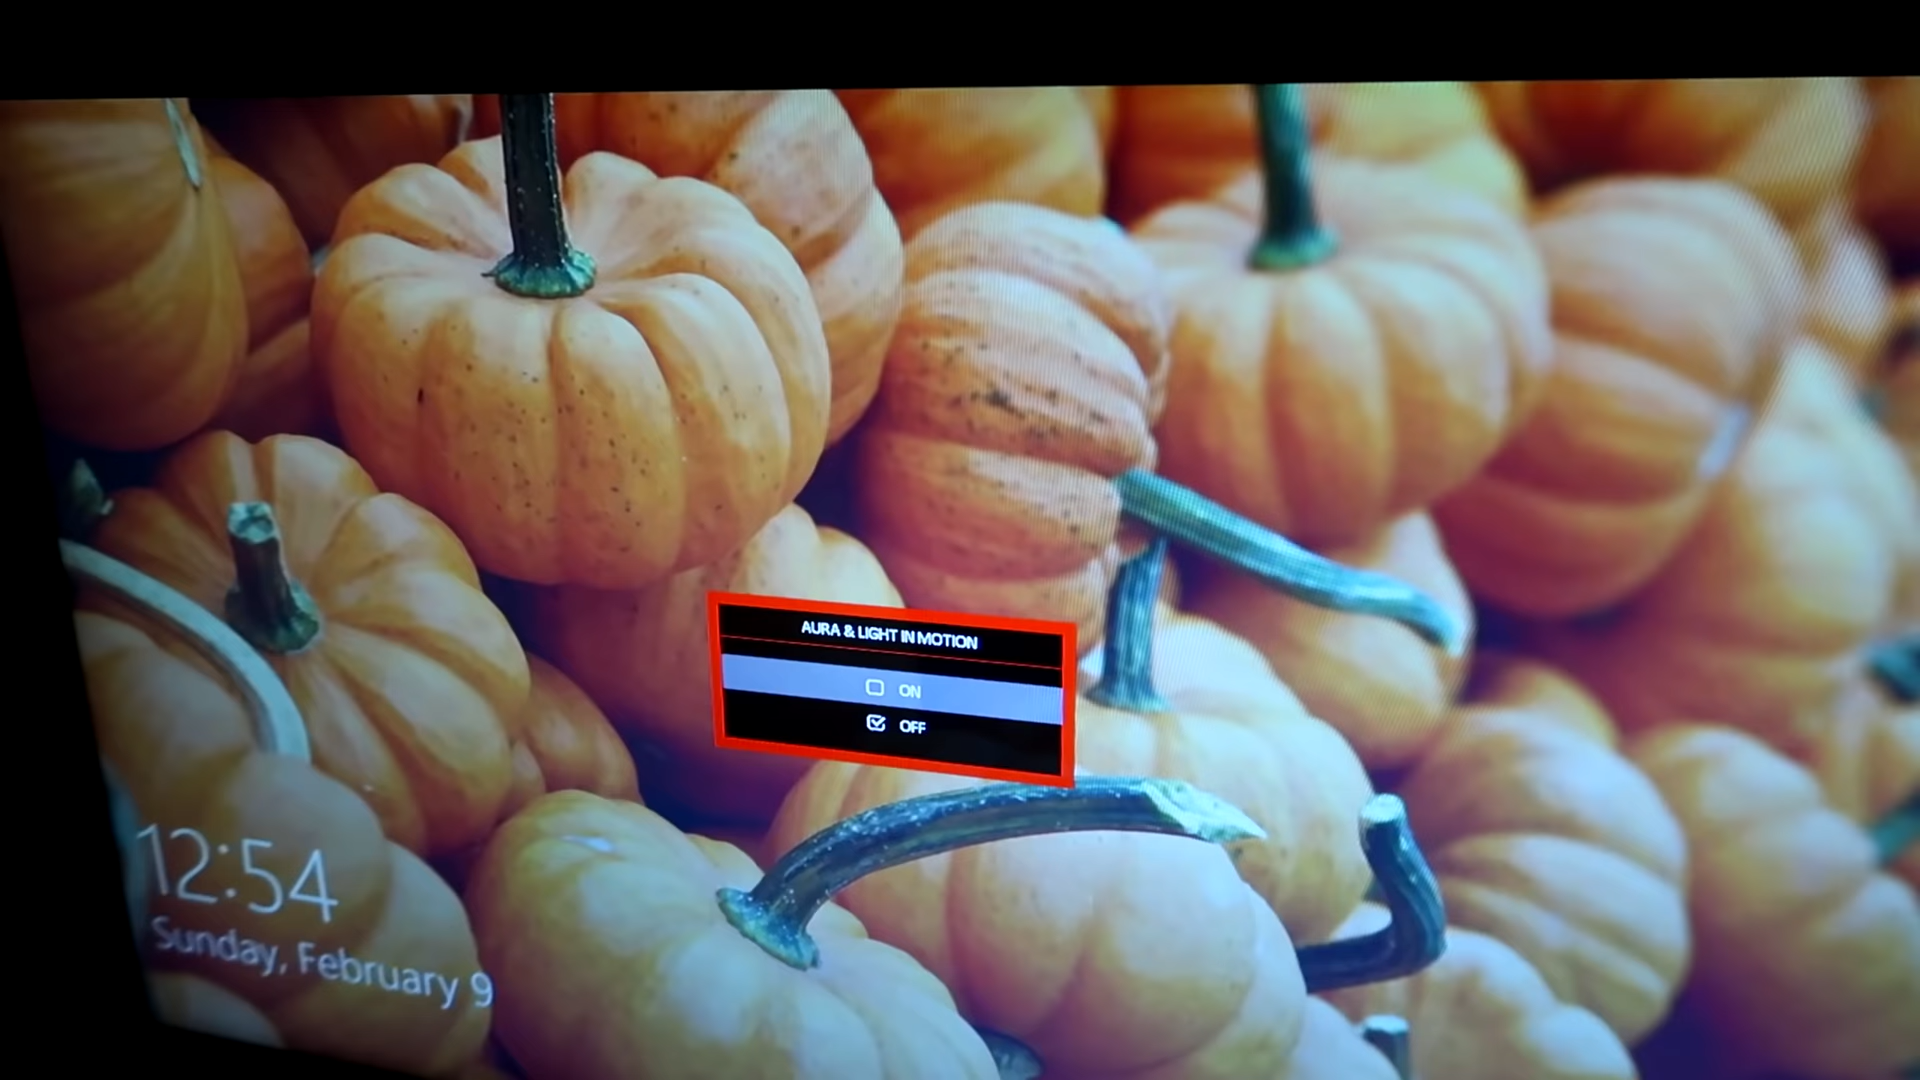 AURA & LIGHT IN MOTION
ON
OFF
12:54
Sunday, February 9